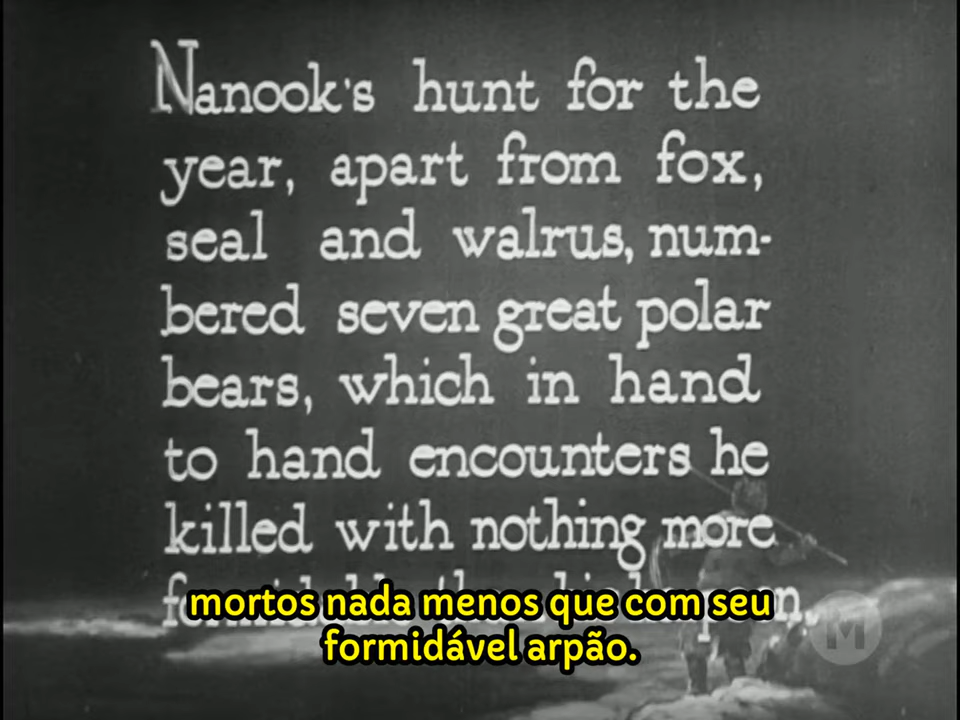 Nanook's hunt for the
year, apart from fox,
seal and walrus, num-
bered seven great polar
bears, which in hand
to hand encounters he
killed with nothing more
mortos nada menos que com seu
formidável arpão.
M